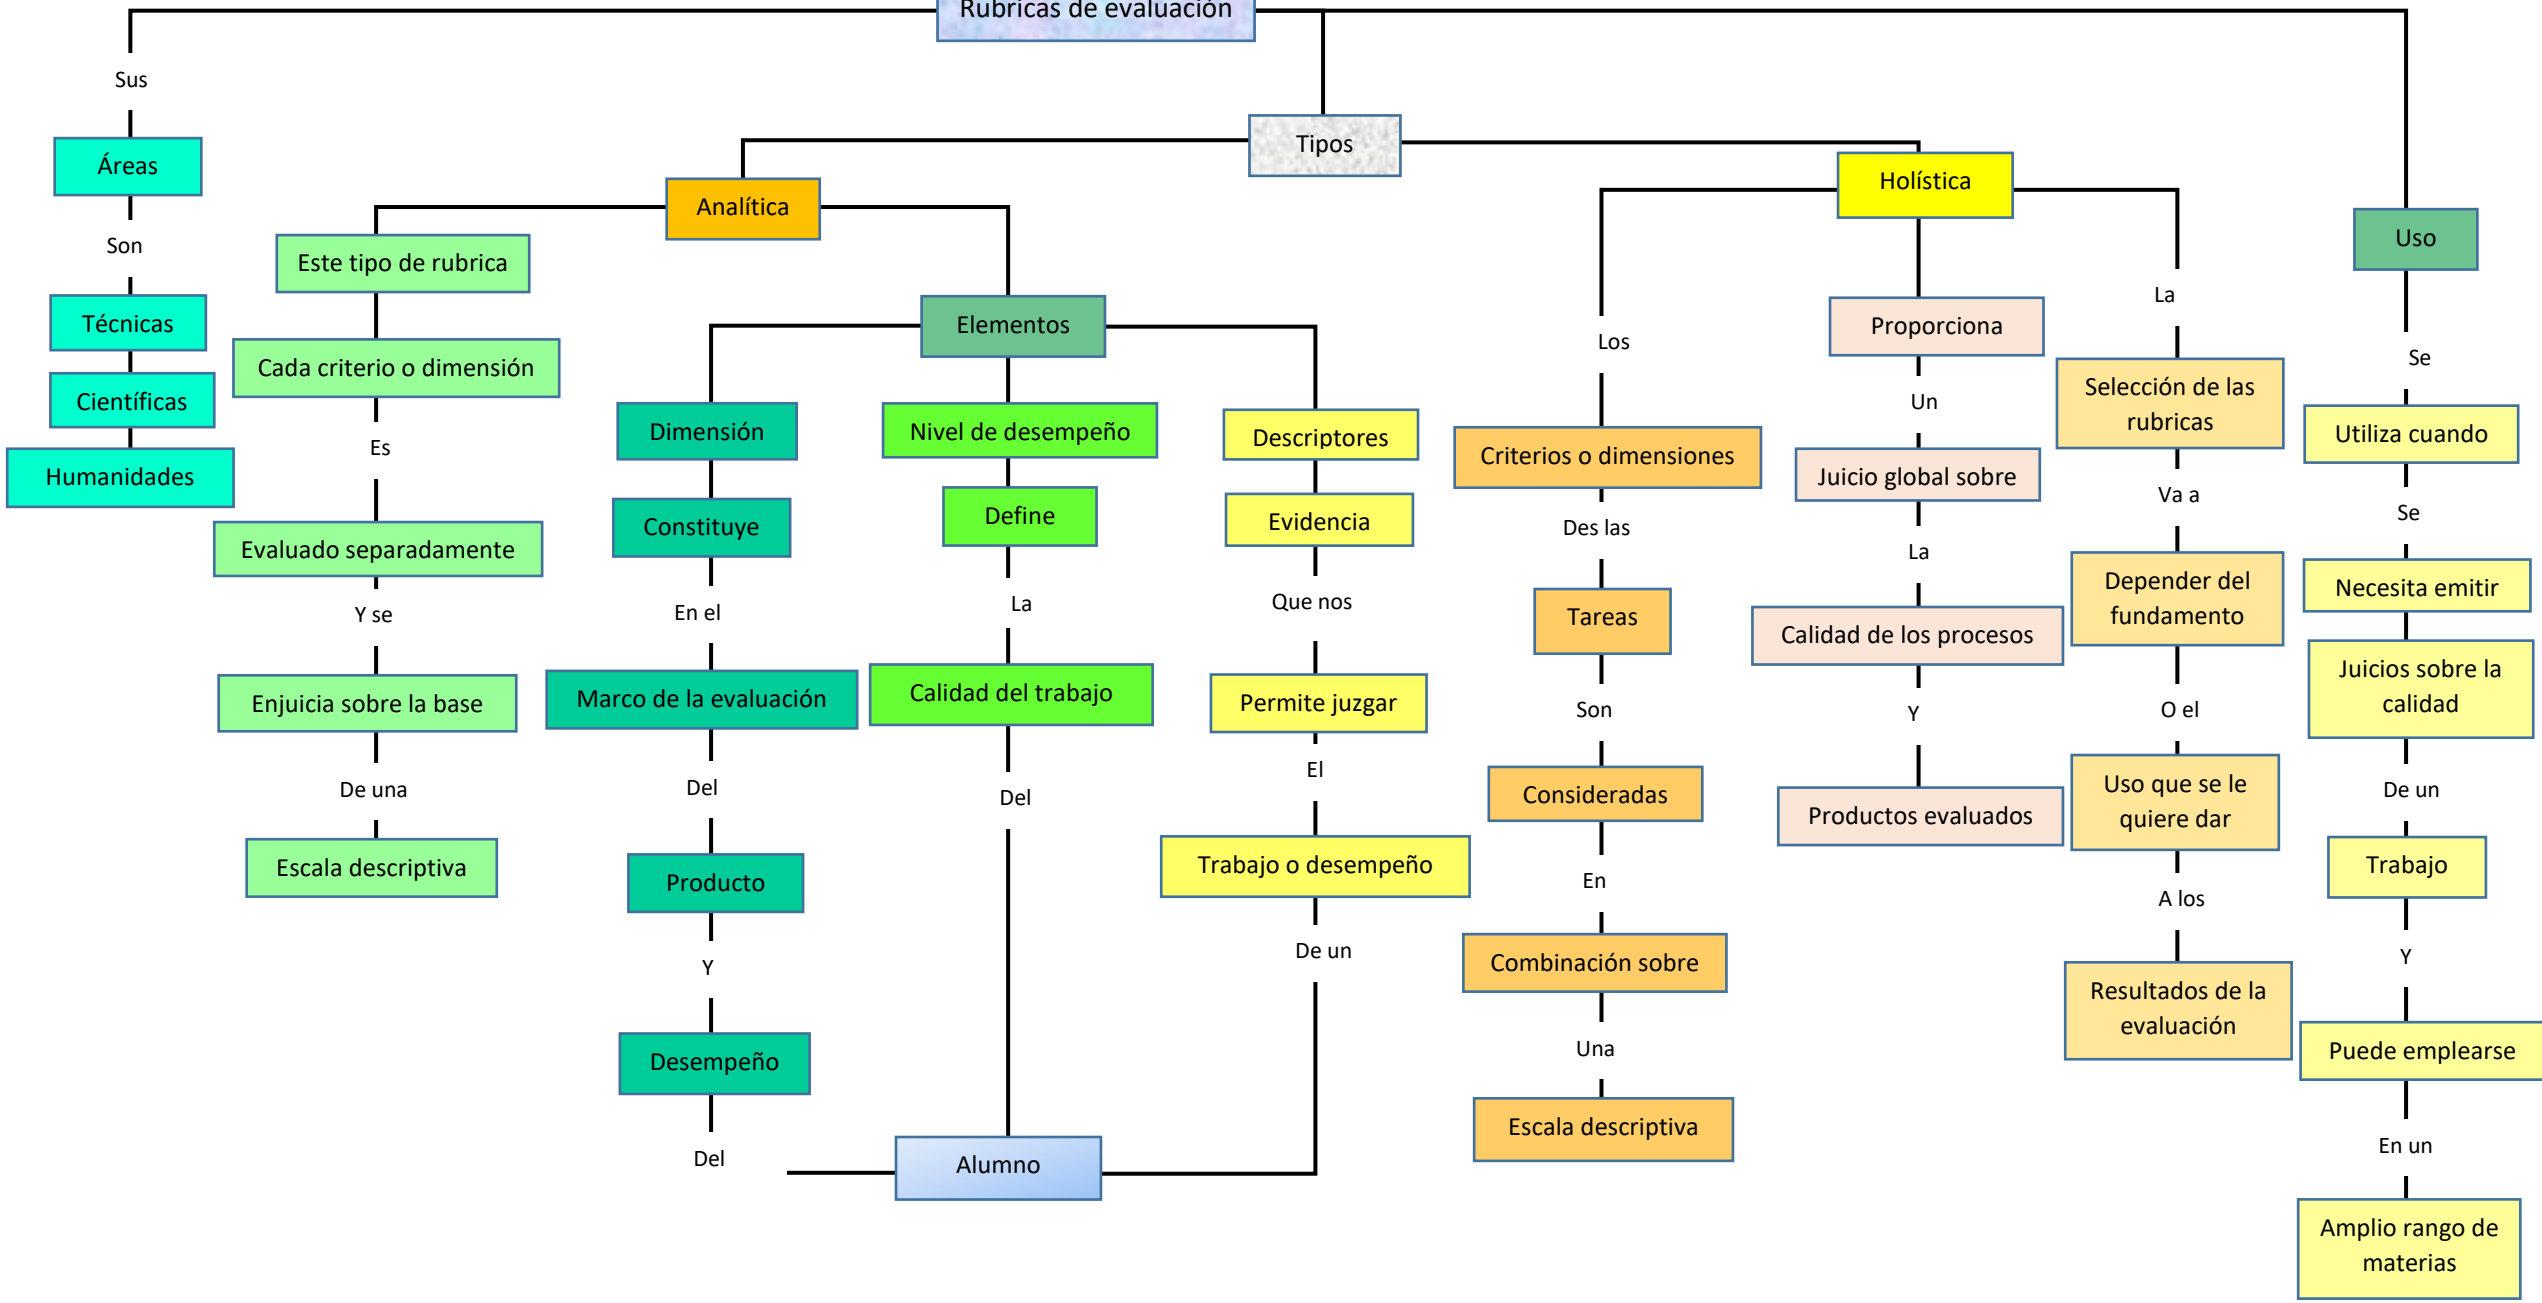 Rubricas de evaluación
Sus
Áreas
Son
Técnicas
Científicas
Humanidades
Tipos
Analítica
Este tipo de rubrica
Cada criterio o dimensión
Es
Evaluado separadamente
Y se
Enjuicia sobre la base
De una
Escala descriptiva
Elementos
Dimensión
Constituye
En el
Marco de la evaluación
Del
Producto
Y
Desempeño
Del
Nivel de desempeño
Define
La
Calidad del trabajo
Del
Alumno
Descriptores
Evidencia
Que nos
Permite juzgar
El
Trabajo o desempeño
De un
Holística
Los
Criterios o dimensiones
Des las
Tareas
Son
Consideradas
En
Combinación sobre
Una
Escala descriptiva
Proporciona
Un
Juicio global sobre
La
Calidad de los procesos
Y
Productos evaluados
La
Selección de las
rubricas
Va a
Depender del
fundamento
O el
Uso que se le
quiere dar
A los
Resultados de la
evaluación
Uso
Se
Utiliza cuando
Se
Necesita emitir
Juicios sobre la
calidad
De un
Trabajo
Y
Puede emplearse
En un
Amplio rango de
materias